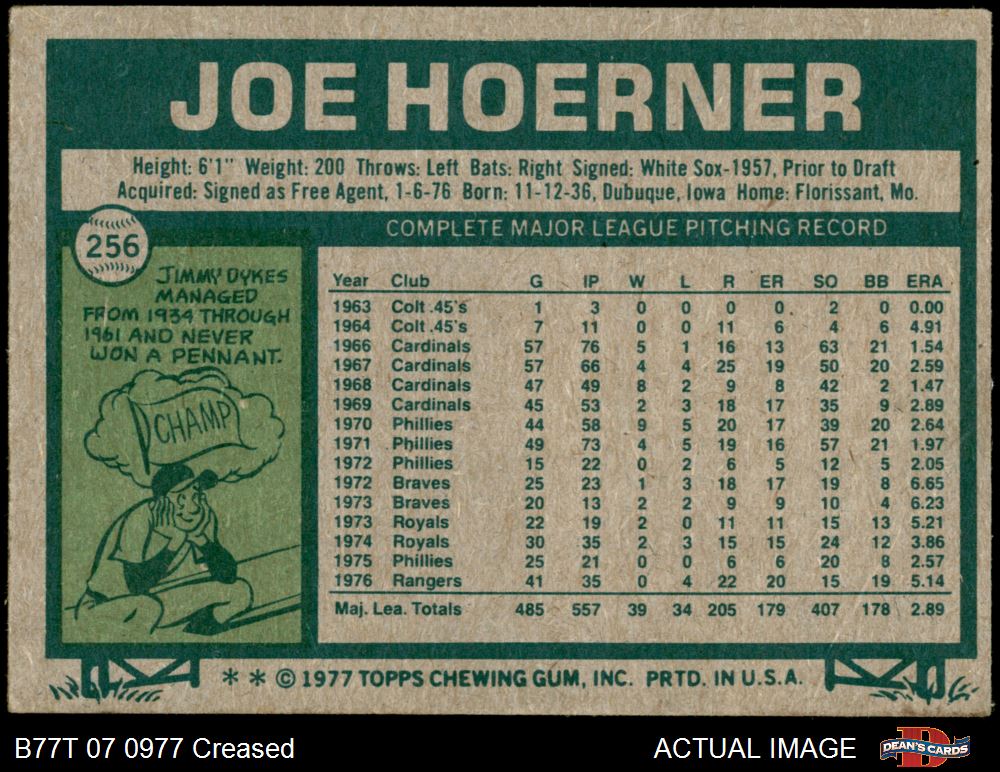 JOE HOERNER
Height: 6'1" Weight: 200 Throws: Left Bats: Right Signed: White Sox-1957, Prior to Draft
Acquired: Signed as Free Agent, 1-6-76 Born: 11-12-36, Dubuque, Iowa Home: Florissant, Mo.
256
COMPLETE MAJOR LEAGUE PITCHING RECORD
JIMMY DYKES
MANAGED
FROM 1934 THROUGH
1961 AND NEVER
WON A PENNANT.
CHAMP
Year Club G IP W L R ER SO BB ERA
1963 Colt .45's 1 3 0 0 0 0 2 0 0.00
1964 Colt .45's 7 11 0 0 11 6 4 6 4.91
1966 Cardinals 57 76 5 1 16 13 63 21 1.54
1967 Cardinals 57 66 4 4 25 19 50 20 2.59
1968 Cardinals 47 49 8 2 9 8 42 2 1.47
1969 Cardinals 45 53 2 3 18 17 35 9 2.89
1970 Phillies 44 58 9 5 20 17 39 20 2.64
1971 Phillies 49 73 4 5 19 16 57 21 1.97
1972 Phillies 15 22 0 2 6 5 12 5 2.05
1972 Braves 25 23 1 3 18 17 19 8 6.65
1973 Braves 20 13 2 2 9 9 10 4 6.23
1973 Royals 22 19 2 0 11 11 15 13 5.21
1974 Royals 30 35 2 3 15 15 24 12 3.86
1975 Phillies 25 21 0 0 6 6 20 8 2.57
1976 Rangers 41 35 0 4 22 20 15 19 5.14
Maj. Lea. Totals 485 557 39 34 205 179 407 178 2.89
* * © 1977 TOPPS CHEWING GUM, INC. PRTD. IN U.S.A.
B77T 07 0977 Creased
ACTUAL IMAGE
DEAN'S CARDS